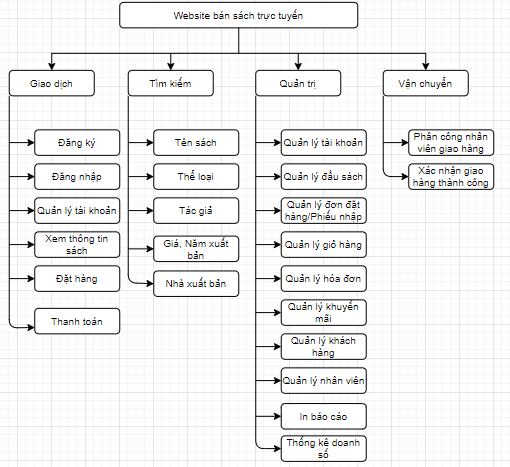 Website bán sách trực tuyến
Giao dịch
Tìm kiếm
Quản trị
Vận chuyển
Đăng ký
Đăng nhập
Quản lý tài khoản
Xem thông tin
sách
Đặt hàng
Thanh toán
Tên sách
Thể loại
Tác giả
Giá, Năm xuất
bản
Nhà xuất bản
Quản lý tài khoản
Quản lý đầu sách
Quản lý đơn đặt
hàng/Phiếu nhập
Quản lý giỏ hàng
Quản lý hóa đơn
Quản lý khuyến
mãi
Quản lý khách
hàng
Quản lý nhân viên
In báo cáo
Thống kê doanh
số
Phân công nhân
viên giao hàng
Xác nhận giao
hàng thành công